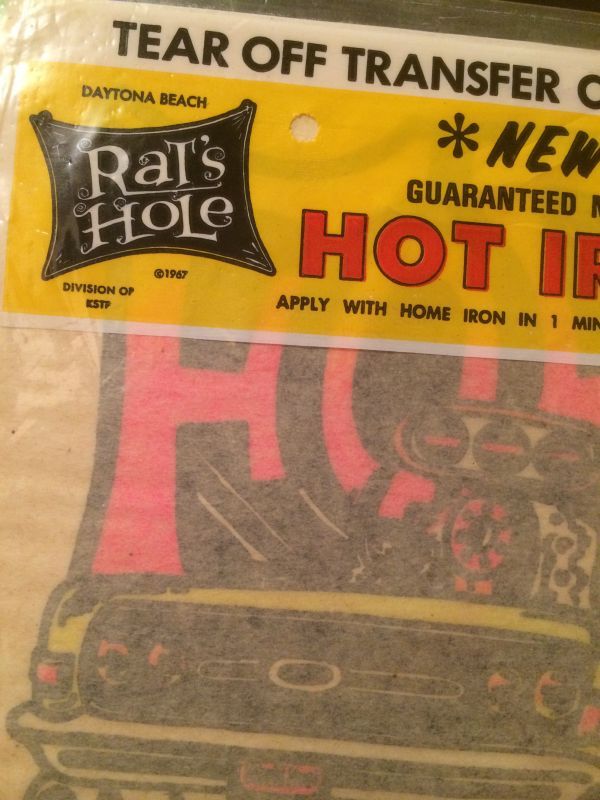 TEAR OFF TRANSFER
DAYTONA BEACH
Rat's
Hole
©1967
DIVISION OF
KSTP
*NEW
GUARANTEED
HOT
APPLY WITH HOME IRON IN 1